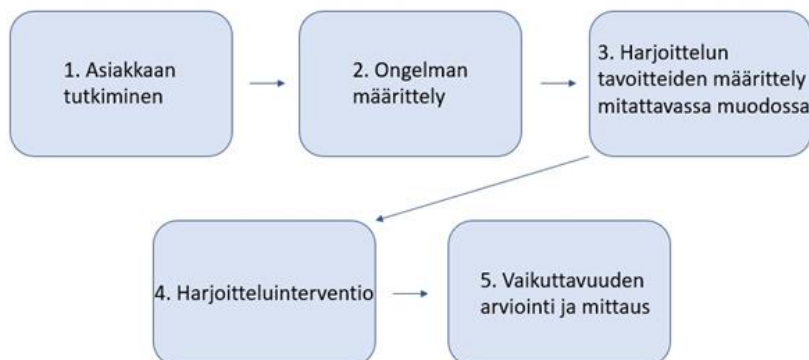 1. Asiakkaan
tutkiminen
2. Ongelman
määrittely
3. Harjoittelun
tavoitteiden määrittely
mitattavassa muodossa
4. Harjoitteluinterventio
5. Vaikuttavuuden
arviointi ja mittaus